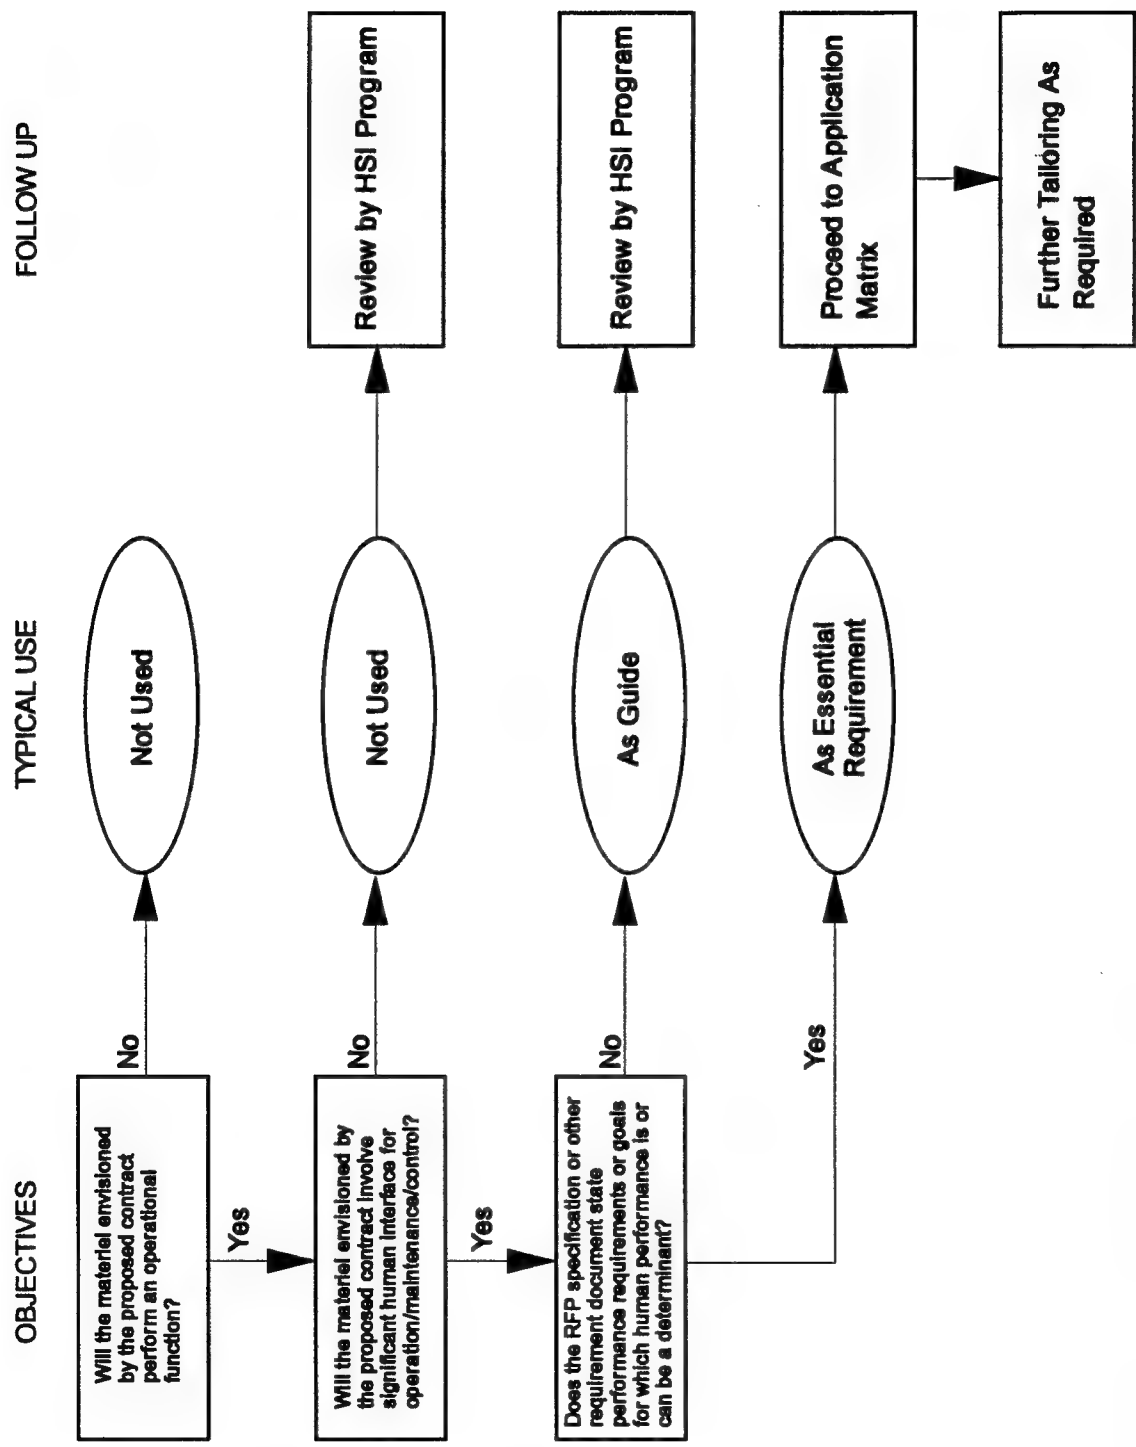 OBJECTIVES
TYPICAL USE
FOLLOW UP
Will the materiel envisioned
by the proposed contract
perform an operational
function?
No
Not Used
Yes
Will the materiel envisioned by
the proposed contract involve
significant human interface for
operation/maintenance/control?
No
Not Used
Review by HSI Program
Yes
Does the RFP specification or other
requirement document state
performance requirements or goals
for which human performance is or
can be a determinant?
No
As Guide
Review by HSI Program
Yes
As Essential
Requirement
Proceed to Application
Matrix
Further Tailoring As
Required